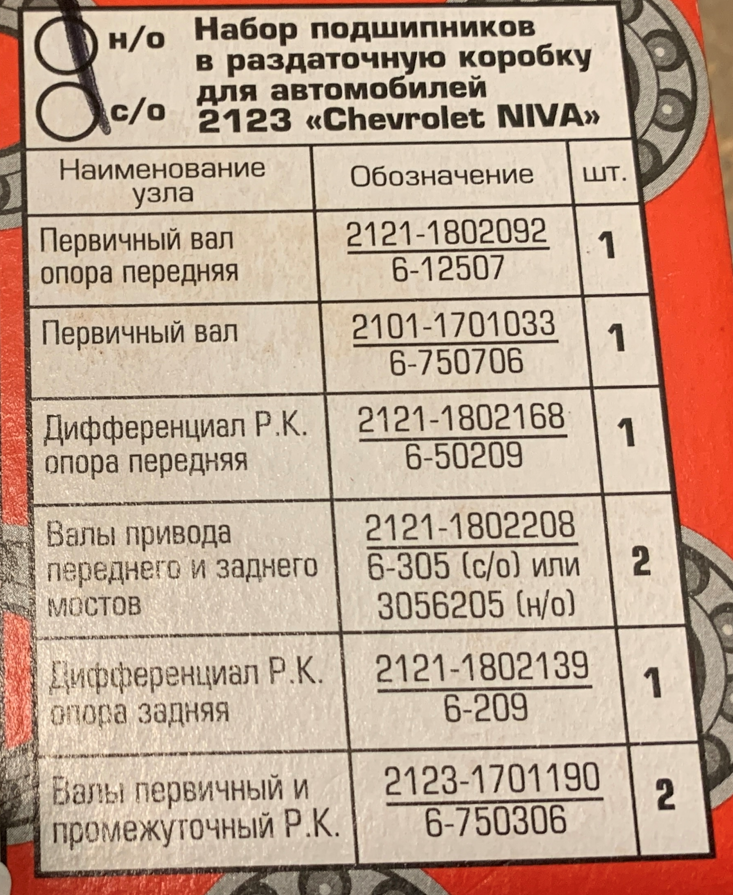 н/о
с/о
Набор подшипников
в раздаточную коробку
для автомобилей
2123 «Chevrolet NIVA»
Наименование
узла
Обозначение
шт.
Первичный вал
опора передняя
2121-1802092
6-12507
1
Первичный вал
2101-1701033
6-750706
1
Дифференциал Р.К.
опора передняя
2121-1802168
6-50209
1
Валы привода
переднего и заднего
мостов
2121-1802208
6-305 (с/о) или
3056205 (н/о)
2
Дифференциал Р.К.
опора задняя
2121-1802139
6-209
1
Валы первичный и
промежуточный Р.К.
2123-1701190
6-750306
2